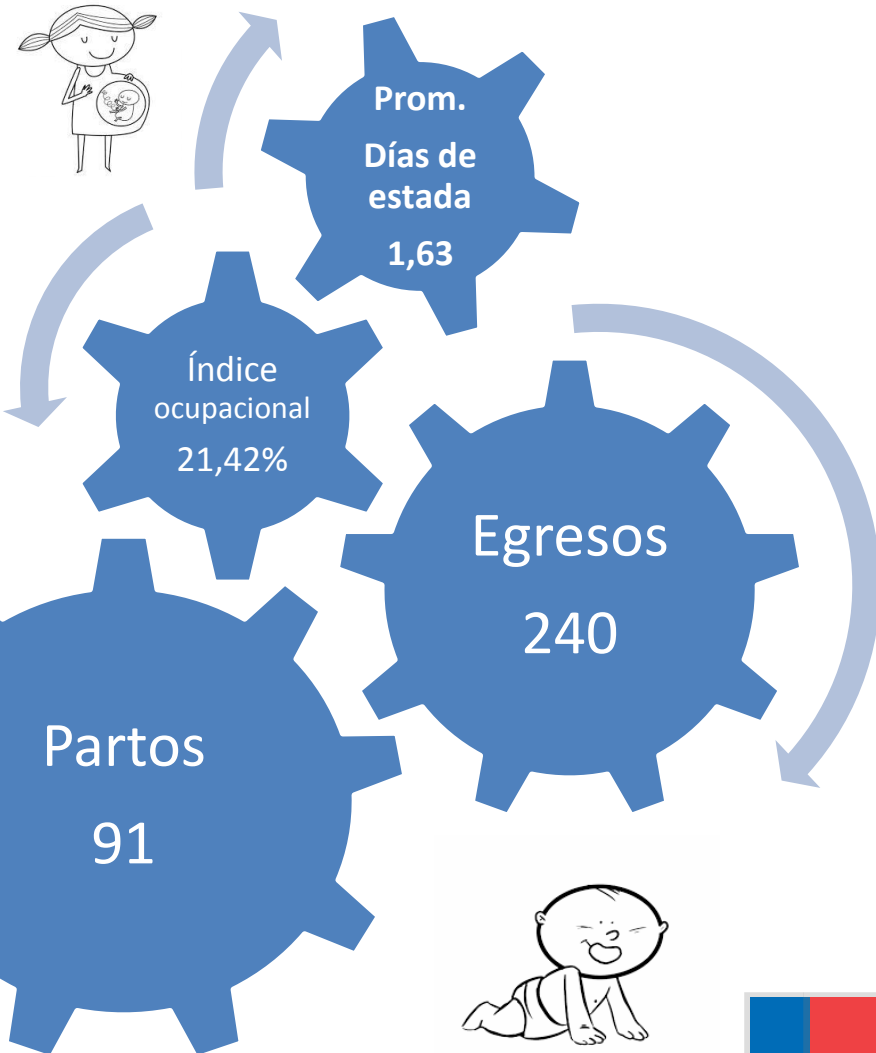 Prom.
Días de
estada
1,63
Índice
ocupacional
21,42%
Egresos
240
Partos
91